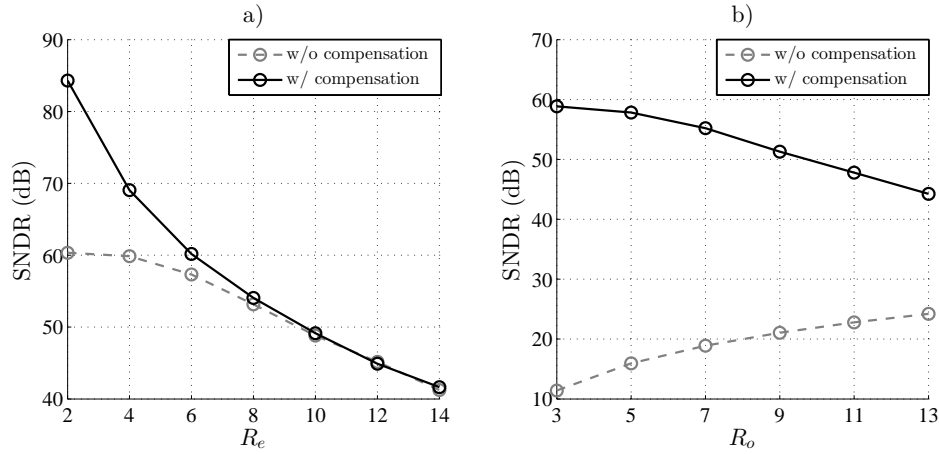 a)
90
80
70
60
50
40
SNDR (dB)
w/o compensation
w/ compensation
2 4 6 8 10 12 14
R_e
b)
70
60
50
40
30
20
10
SNDR (dB)
w/o compensation
w/ compensation
3 5 7 9 11 13
R_o